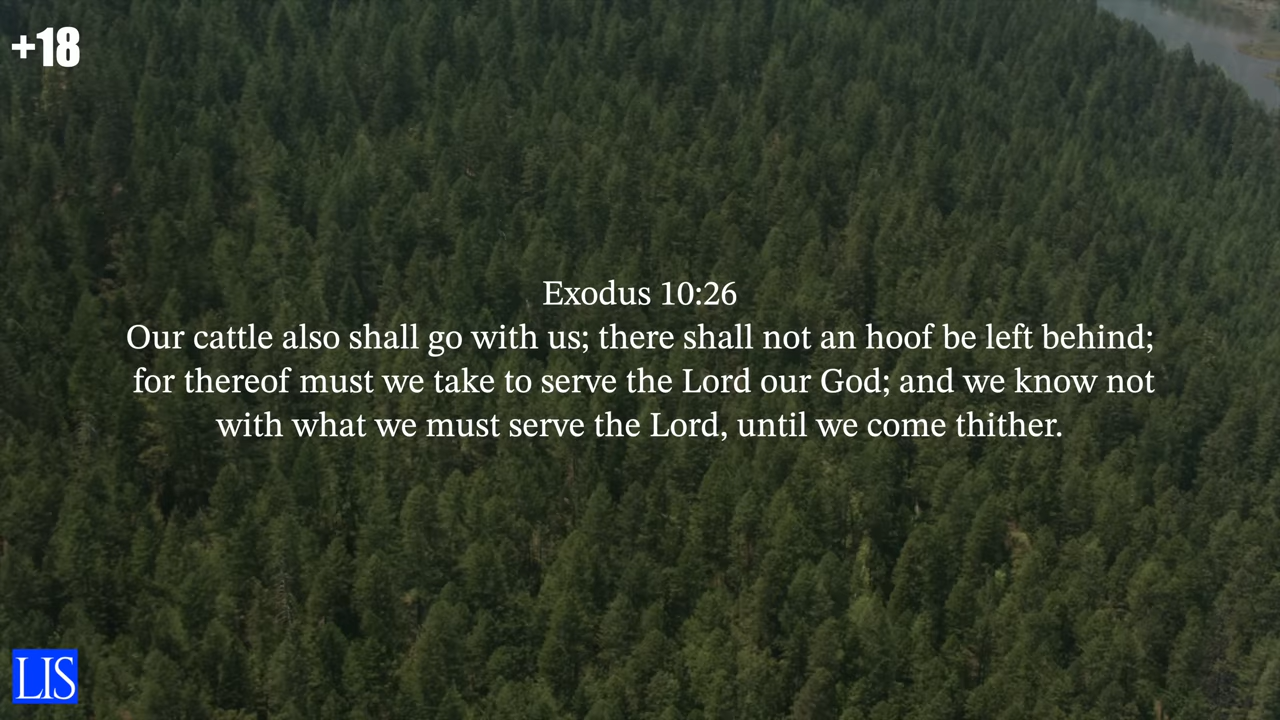 +18
Exodus 10:26
Our cattle also shall go with us; there shall not an hoof be left behind;
for thereof must we take to serve the Lord our God; and we know not
with what we must serve the Lord, until we come thither.
LIS